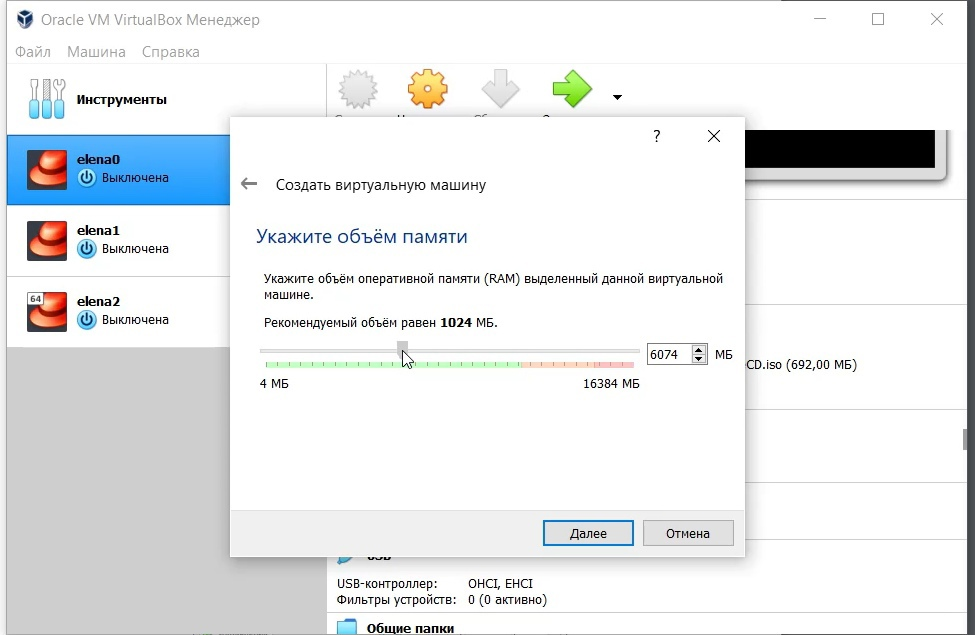 Oracle VM VirtualBox Менеджер
Файл Машина Справка
Инструменты
elena0
Выключена
elena1
Выключена
64
elena2
Выключена
?
Создать виртуальную машину
Укажите объём памяти
Укажите объём оперативной памяти (RAM) выделенный данной виртуальной
машине.
Рекомендуемый объём равен 1024 МБ.
6074 МБ
4 МБ 16384 МБ
Далее Отмена
CD.iso (692,00 МБ)
USB
USB-контроллер: OHCI, EHCI
Фильтры устройств: 0 (0 активно)
Общие папки